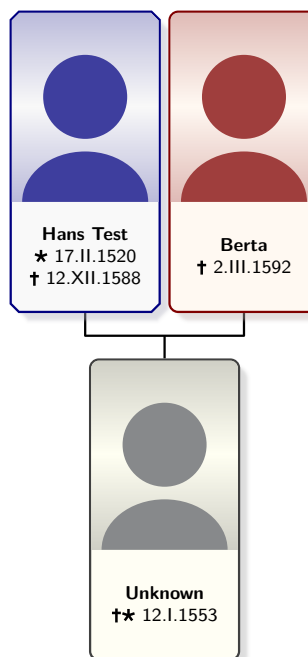 Hans Test
★ 17.II.1520
† 12.XII.1588
Berta
† 2.III.1592
Unknown
†★ 12.I.1553